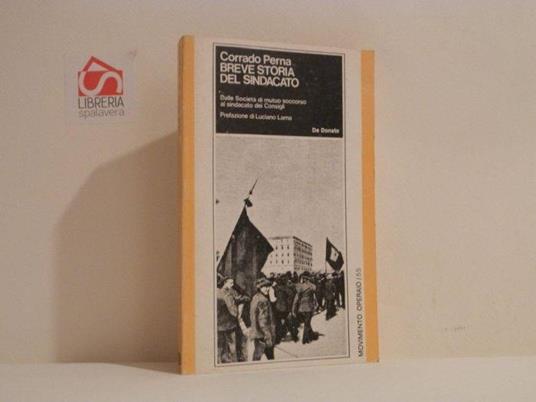 LIBRERIA
spalavera
Corrado Perna
BREVE STORIA
DEL SINDACATO
Dalle Società di mutuo soccorso
al sindacato dei Consigli
Prefazione di Luciano Lama
De Donato
MOVIMENTO OPERAIO / 55